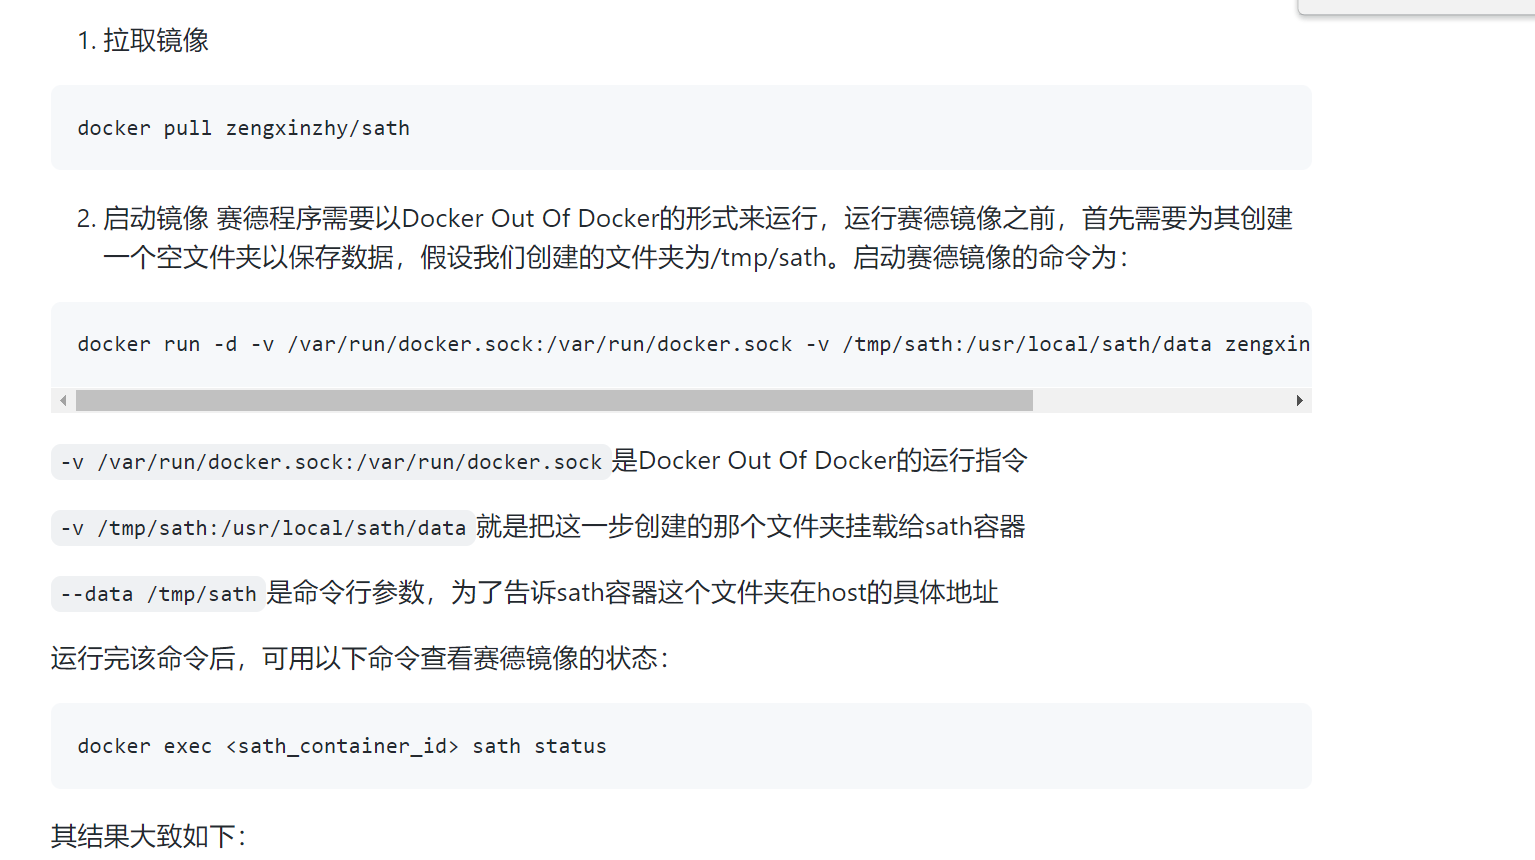 1. 拉取镜像
docker pull zengxinzhy/sath
2. 启动镜像 赛德程序需要以Docker Out Of Docker的形式来运行，运行赛德镜像之前，首先需要为其创建
一个空文件夹以保存数据，假设我们创建的文件夹为/tmp/sath。启动赛德镜像的命令为：
docker run -d -v /var/run/docker.sock:/var/run/docker.sock -v /tmp/sath:/usr/local/sath/data zengxin
-v /var/run/docker.sock:/var/run/docker.sock 是Docker Out Of Docker的运行指令
-v /tmp/sath:/usr/local/sath/data 就是把这一步创建的那个文件夹挂载给sath容器
--data /tmp/sath 是命令行参数，为了告诉sath容器这个文件夹在host的具体地址
运行完该命令后，可用以下命令查看赛德镜像的状态：
docker exec <sath_container_id> sath status
其结果大致如下：